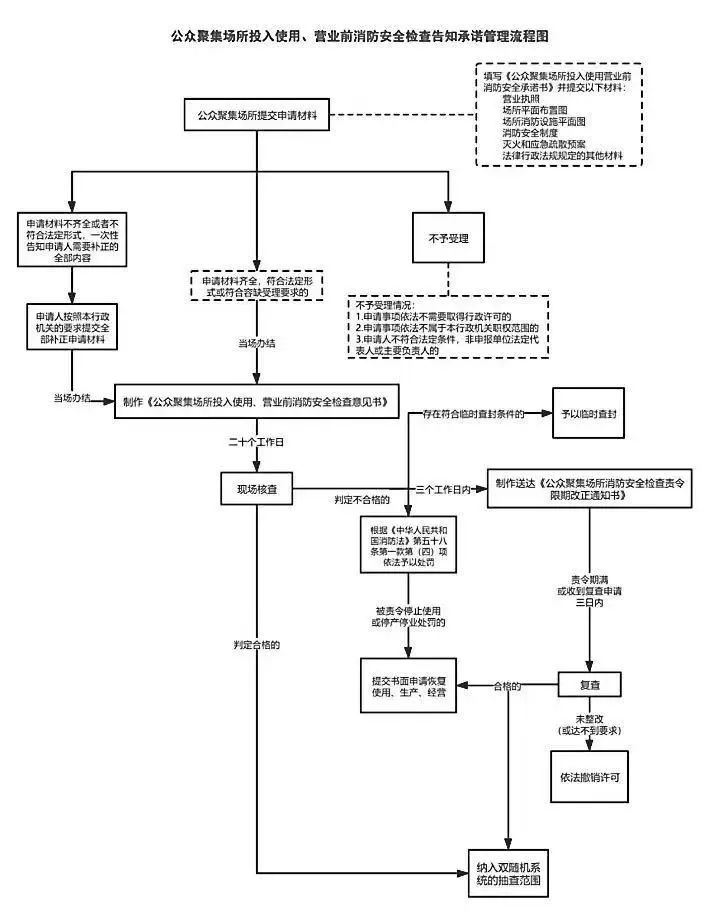 公众聚集场所投入使用、营业前消防安全检查告知承诺管理流程图
填写《公众聚集场所投入使用营业前
消防安全承诺书》并提交以下材料：
营业执照
场所平面布置图
场所消防设施平面图
消防安全制度
灭火和应急疏散预案
法律行政法规规定的其他材料
公众聚集场所提交申请材料
申请材料不齐全或者不
符合法定形式，一次性
告知申请人需要补正的
全部内容
不予受理
申请材料齐全，符合法定形
式或符合容缺受理要求的
不予受理情况：
1.申请事项依法不需要取得行政许可的
2.申请事项依法不属于本行政机关职权范围的
3.申请人不符合法定条件，非申报单位法定代
表人或主要负责人的
申请人按照本行政
机关的要求提交全
部补正申请材料
当场办结
当场办结
制作《公众聚集场所投入使用、营业前消防安全检查意见书》
存在符合临时查封条件的
予以临时查封
二十个工作日
现场核查
判定不合格的
三个工作日内
制作送达《公众聚集场所消防安全检查责令
限期改正通知书》
根据《中华人民共和
国消防法》第五十八
条第一款第（四）项
依法予以处罚
责令期满
或收到复查申请
三日内
被责令停止使用
或停产停业处罚的
判定合格的
提交书面申请恢复
使用、生产、经营
合格的
复查
未整改
（或达不到要求）
依法撤销许可
纳入双随机系
统的抽查范围